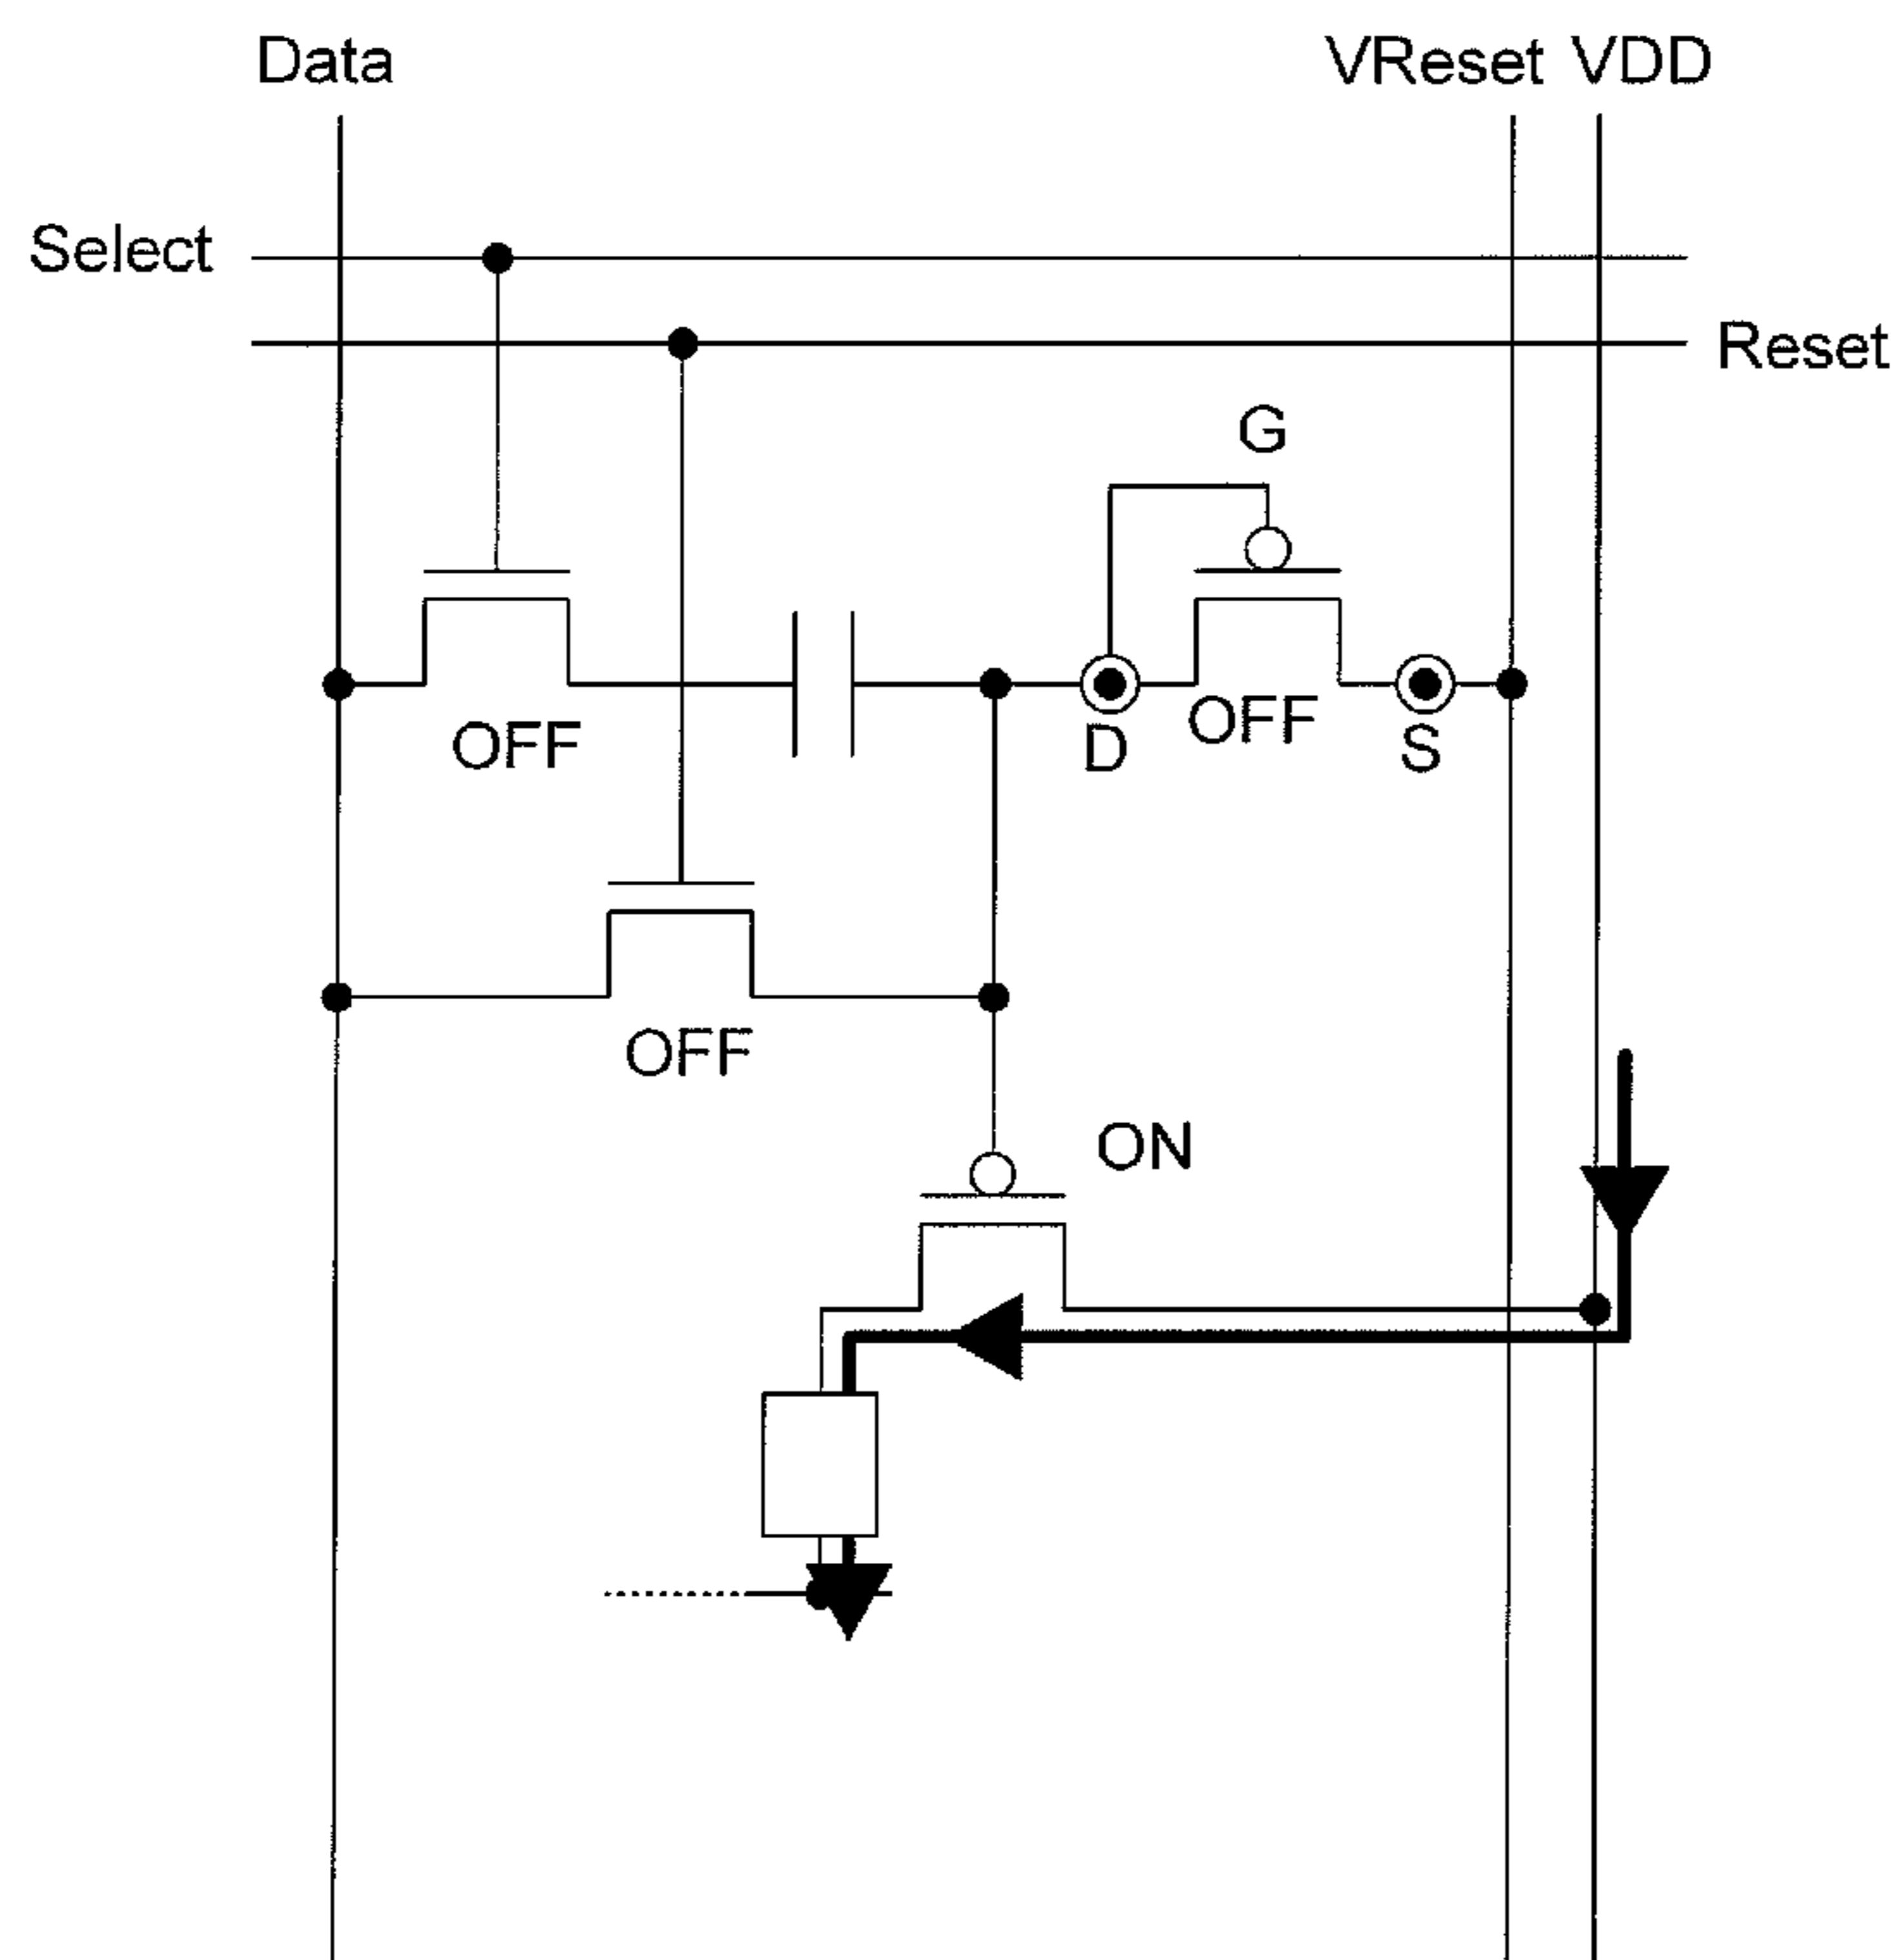 Data
VReset VDD
Select
Reset
G
OFF
D
OFF
S
OFF
ON